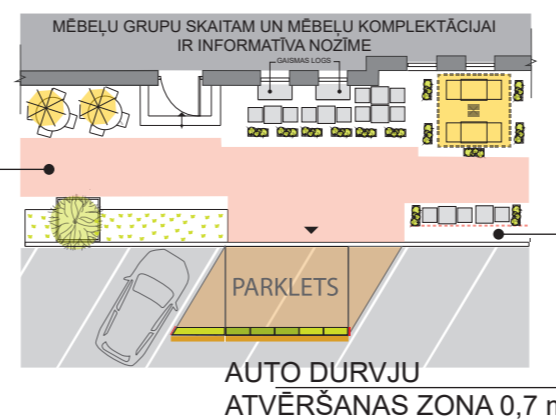 MĒBEĻU GRUPU SKAITAM UN MĒBEĻU KOMPLEKTĀCIJAI
IR INFORMATĪVA NOZĪME
GAISMAS LOGS
PARKLETS
AUTO DURVJU
ATVĒRŠANAS ZONA 0,7 m